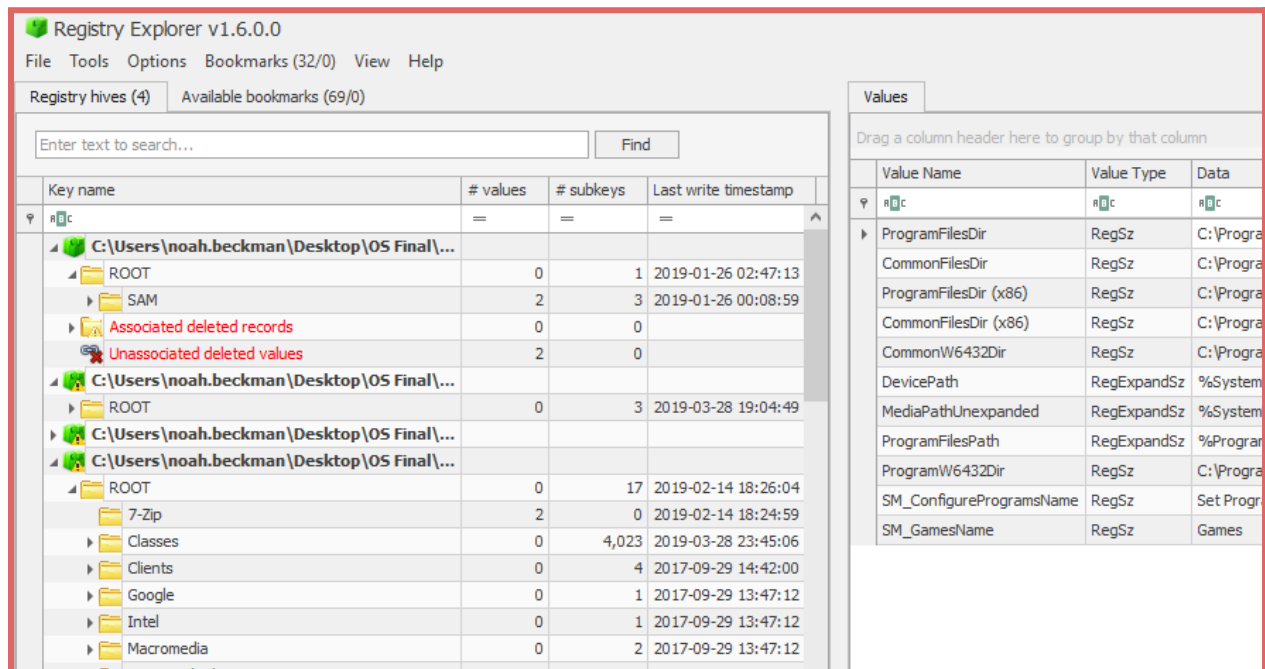 Registry Explorer v1.6.0.0
File Tools Options Bookmarks (32/0) View Help
Registry hives (4) Available bookmarks (69/0)
Enter text to search... Find
Key name # values # subkeys Last write timestamp
ABC = = =
C:\Users\noah.beckman\Desktop\OS Final\...
ROOT 0 1 2019-01-26 02:47:13
SAM 2 3 2019-01-26 00:08:59
Associated deleted records 0 0
Unassociated deleted values 2 0
C:\Users\noah.beckman\Desktop\OS Final\...
ROOT 0 3 2019-03-28 19:04:49
C:\Users\noah.beckman\Desktop\OS Final\...
C:\Users\noah.beckman\Desktop\OS Final\...
ROOT 0 17 2019-02-14 18:26:04
7-Zip 2 0 2019-02-14 18:24:59
Classes 0 4,023 2019-03-28 23:45:06
Clients 0 4 2017-09-29 14:42:00
Google 0 1 2017-09-29 13:47:12
Intel 0 1 2017-09-29 13:47:12
Macromedia 0 2 2017-09-29 13:47:12
Values
Drag a column header here to group by that column
Value Name Value Type Data
ABC ABC ABC
ProgramFilesDir RegSz C:\Progra
CommonFilesDir RegSz C:\Progra
ProgramFilesDir (x86) RegSz C:\Progra
CommonFilesDir (x86) RegSz C:\Progra
CommonW6432Dir RegSz C:\Progra
DevicePath RegExpandSz %System
MediaPathUnexpanded RegExpandSz %System
ProgramFilesPath RegExpandSz %Progra
ProgramW6432Dir RegSz C:\Progra
SM_ConfigureProgramsName RegSz Set Progr
SM_GamesName RegSz Games